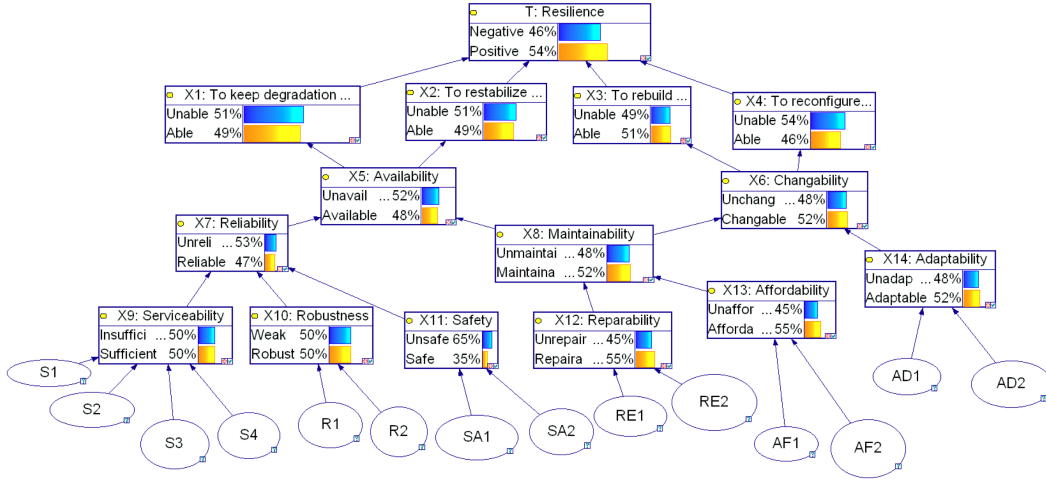 T: Resilience
Negative 46%
Positive 54%
X1: To keep degradation ...
Unable 51%
Able 49%
X2: To restabilize ...
Unable 51%
Able 49%
X3: To rebuild ...
Unable 49%
Able 51%
X4: To reconfigure...
Unable 54%
Able 46%
X5: Availability
Unavail ...52%
Available 48%
X6: Changability
Unchang ...48%
Changable 52%
X7: Reliability
Unreli ...53%
Reliable 47%
X8: Maintainability
Unmaintai ...48%
Maintaina ...52%
X14: Adaptability
Unadap ...48%
Adaptable 52%
X9: Serviceability
Insuffici ...50%
Sufficient 50%
X10: Robustness
Weak 50%
Robust 50%
X11: Safety
Unsafe 65%
Safe 35%
X12: Reparability
Unrepair ...45%
Repaira ...55%
X13: Affordability
Unaffor ...45%
Afforda ...55%
S1
S2
S3
S4
R1
R2
SA1
SA2
RE1
RE2
AF1
AF2
AD1
AD2